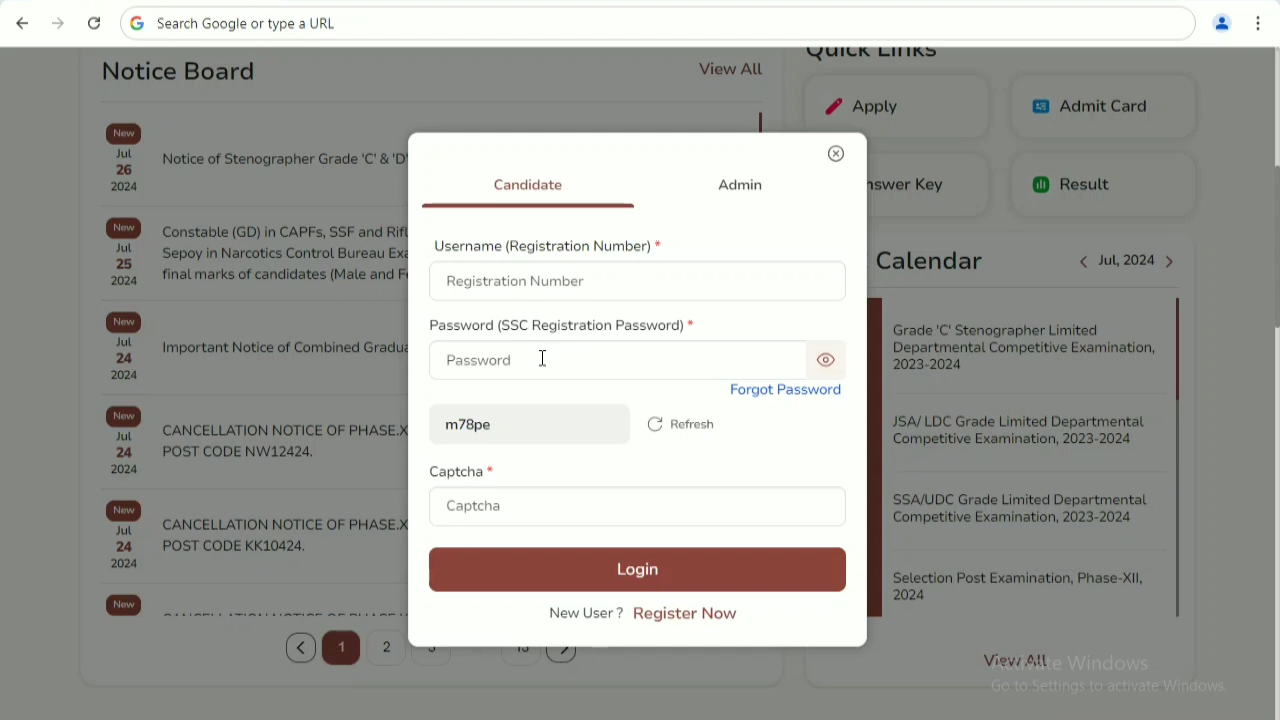 Search Google or type a URL
Notice Board
View All
New
Jul
26
2024
Notice of Stenographer Grade 'C' & 'D'
New
Jul
25
2024
Constable (GD) in CAPFs, SSF and Rifl
Sepoy in Narcotics Control Bureau Exa
final marks of candidates (Male and Fe
New
Jul
24
2024
Important Notice of Combined Gradua
New
Jul
24
2024
CANCELLATION NOTICE OF PHASE.X
POST CODE NW12424.
New
Jul
24
2024
CANCELLATION NOTICE OF PHASE.X
POST CODE KK10424.
New
1
2
Candidate
Admin
Username (Registration Number) *
Registration Number
Password (SSC Registration Password) *
Password
Forgot Password
m78pe
Refresh
Captcha *
Captcha
Login
New User ? Register Now
Quick Links
Apply
Admit Card
nswer Key
Result
Calendar
Jul, 2024
Grade 'C' Stenographer Limited
Departmental Competitive Examination,
2023-2024
JSA/ LDC Grade Limited Departmental
Competitive Examination, 2023-2024
SSA/UDC Grade Limited Departmental
Competitive Examination, 2023-2024
Selection Post Examination, Phase-XII,
2024
View All
Activate Windows
Go to Settings to activate Windows.